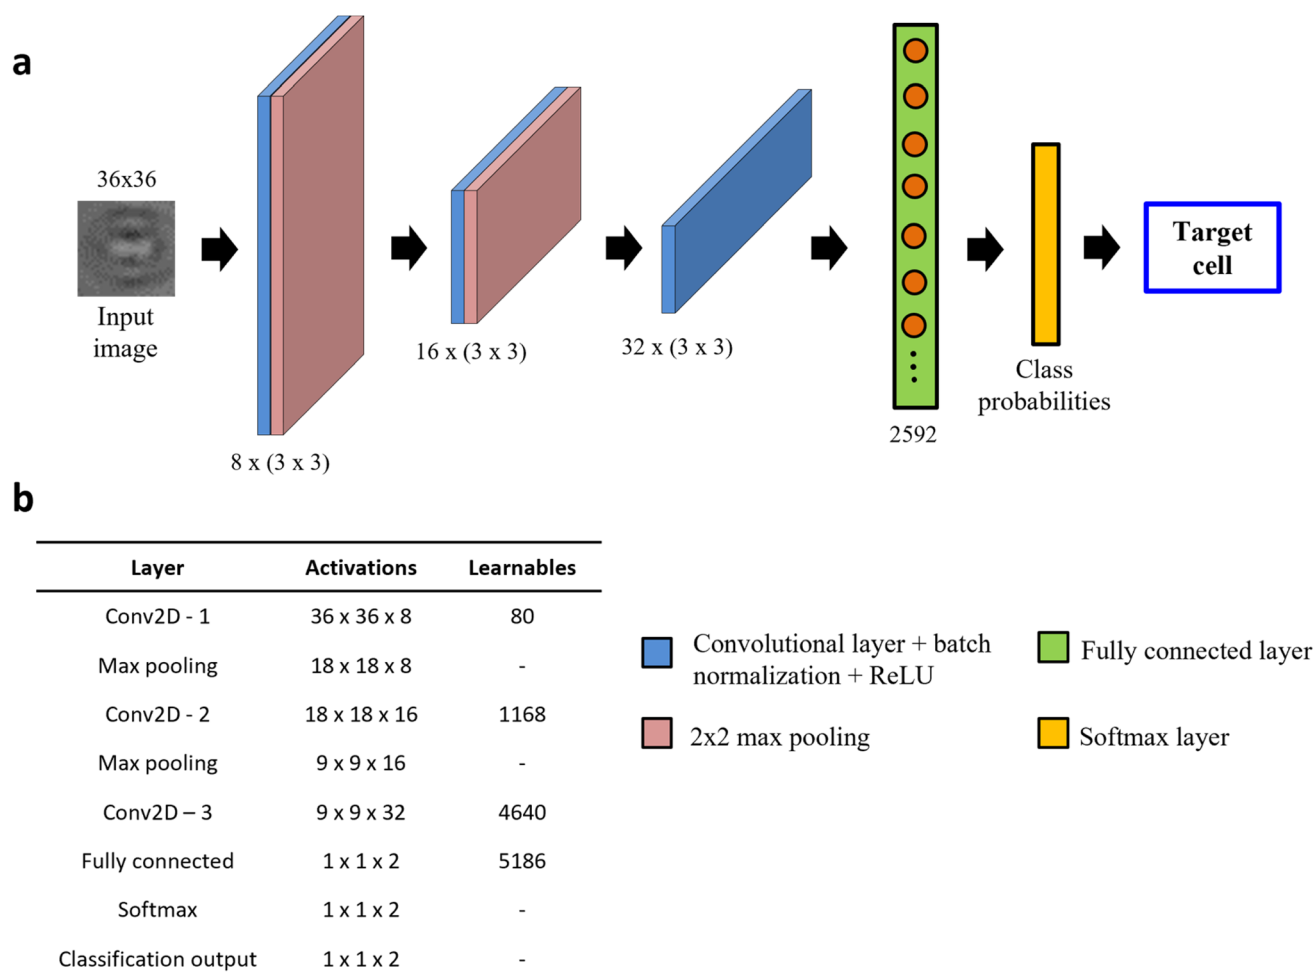 a
36x36
Input
image
8 x (3 x 3)
16 x (3 x 3)
32 x (3 x 3)
2592
Class
probabilities
Target
cell
b
Layer Activations Learnables
Conv2D - 1 36 x 36 x 8 80
Max pooling 18 x 18 x 8 -
Conv2D - 2 18 x 18 x 16 1168
Max pooling 9 x 9 x 16 -
Conv2D – 3 9 x 9 x 32 4640
Fully connected 1 x 1 x 2 5186
Softmax 1 x 1 x 2 -
Classification output 1 x 1 x 2 -
Convolutional layer + batch
normalization + ReLU
2x2 max pooling
Fully connected layer
Softmax layer